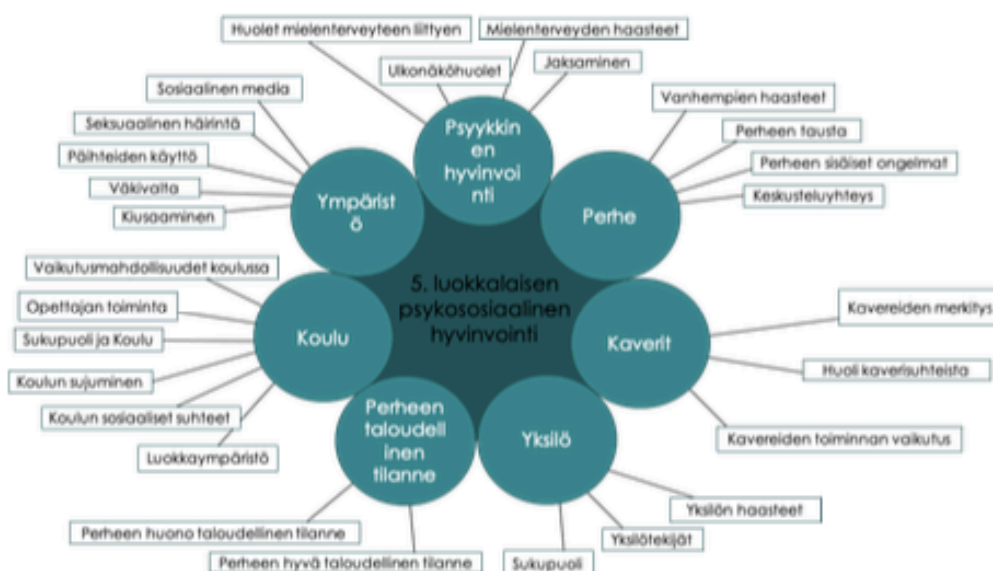 Huolet mielenterveyteen liittyen
Mielenterveyden haasteet
Ulkonäköhuolet
Jaksaminen
Psyykkin
en
hyvinvoi
nti
Sosiaalinen media
Seksuaalinen häirintä
Päihteiden käyttö
Väkivalta
Kiusaaminen
Ympärist
ö
Vanhempien haasteet
Perheen tausta
Perheen sisäiset ongelmat
Keskusteluyhteys
Perhe
5. luokkalaisen
psykososiaalinen
hyvinvointi
Vaikutusmahdollisuudet koulussa
Opettajan toiminta
Sukupuoli ja Koulu
Koulun sujuminen
Koulun sosiaaliset suhteet
Luokkaympäristö
Koulu
Kaverit
Kavereiden merkitys
Huoli kaverisuhteista
Kavereiden toiminnan vaikutus
Perheen
taloudell
inen
tilanne
Perheen huono taloudellinen tilanne
Perheen hyvä taloudellinen tilanne
Yksilö
Yksilön haasteet
Yksilötekijät
Sukupuoli